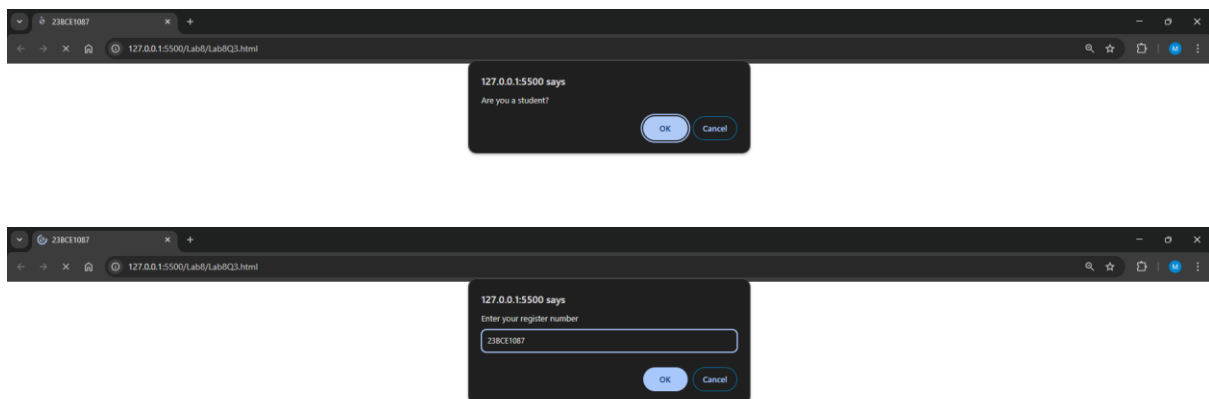 23BCE1087
127.0.0.1:5500/Lab8/Lab8Q3.html
M
127.0.0.1:5500 says
Are you a student?
OK Cancel
23BCE1087
127.0.0.1:5500/Lab8/Lab8Q3.html
M
127.0.0.1:5500 says
Enter your register number
23BCE1087
OK Cancel